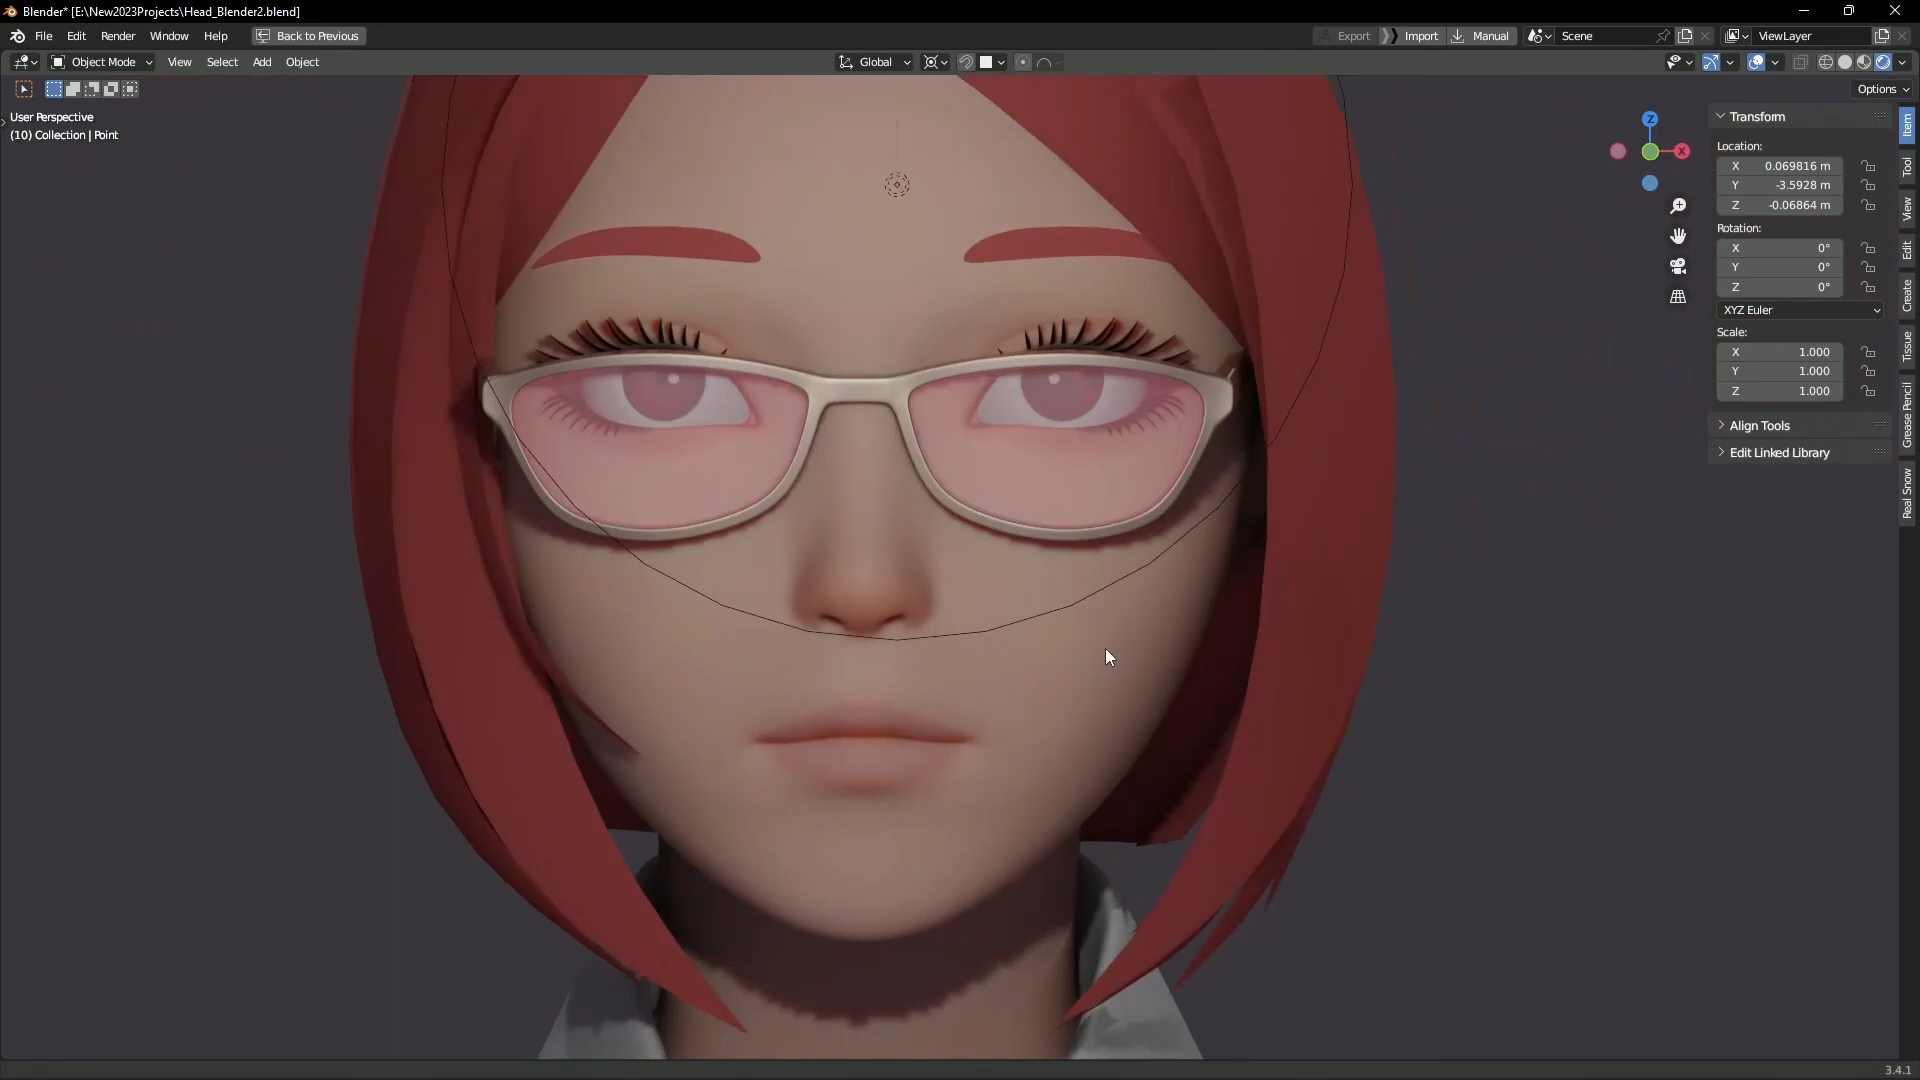 Blender* [E:\New2023Projects\Head_Blender2.blend]
File Edit Render Window Help Back to Previous Export Import Manual Scene ViewLayer
Object Mode View Select Add Object Global
Options
User Perspective
(10) Collection | Point
Z
X
Transform
Location:
X 0.069816 m
Y -3.5928 m
Z -0.06864 m
Rotation:
X 0°
Y 0°
Z 0°
XYZ Euler
Scale:
X 1.000
Y 1.000
Z 1.000
Align Tools
Edit Linked Library
Item
Tool
View
Edit
Create
Tissue
Grease Pencil
Real Snow
3.4.1